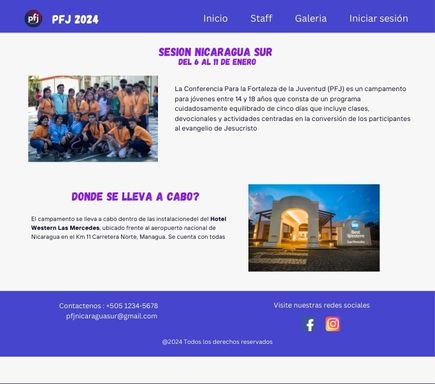 pfj
PFJ 2024
Inicio Staff Galeria Iniciar sesión
SESION NICARAGUA SUR
DEL 6 AL 11 DE ENERO
La Conferencia Para la Fortaleza de la Juventud (PFJ) es un campamento
para jóvenes entre 14 y 18 años que consta de un programa
cuidadosamente equilibrado de cinco días que incluye clases,
devocionales y actividades centradas en la conversión de los participantes
al evangelio de Jesucristo
DONDE SE LLEVA A CABO?
El campamento se lleva a cabo dentro de las instalacionedel Hotel
Western Las Mercedes, ubicado frente al aeropuerto nacional de
Nicaragua en el Km 11 Carretera Norte, Managua. Se cuenta con todas
Best
Western
Contactenos : +505 1234-5678
pfjnicaraguasur@gmail.com
Visite nuestras redes sociales
@2024 Todos los derechos reservados